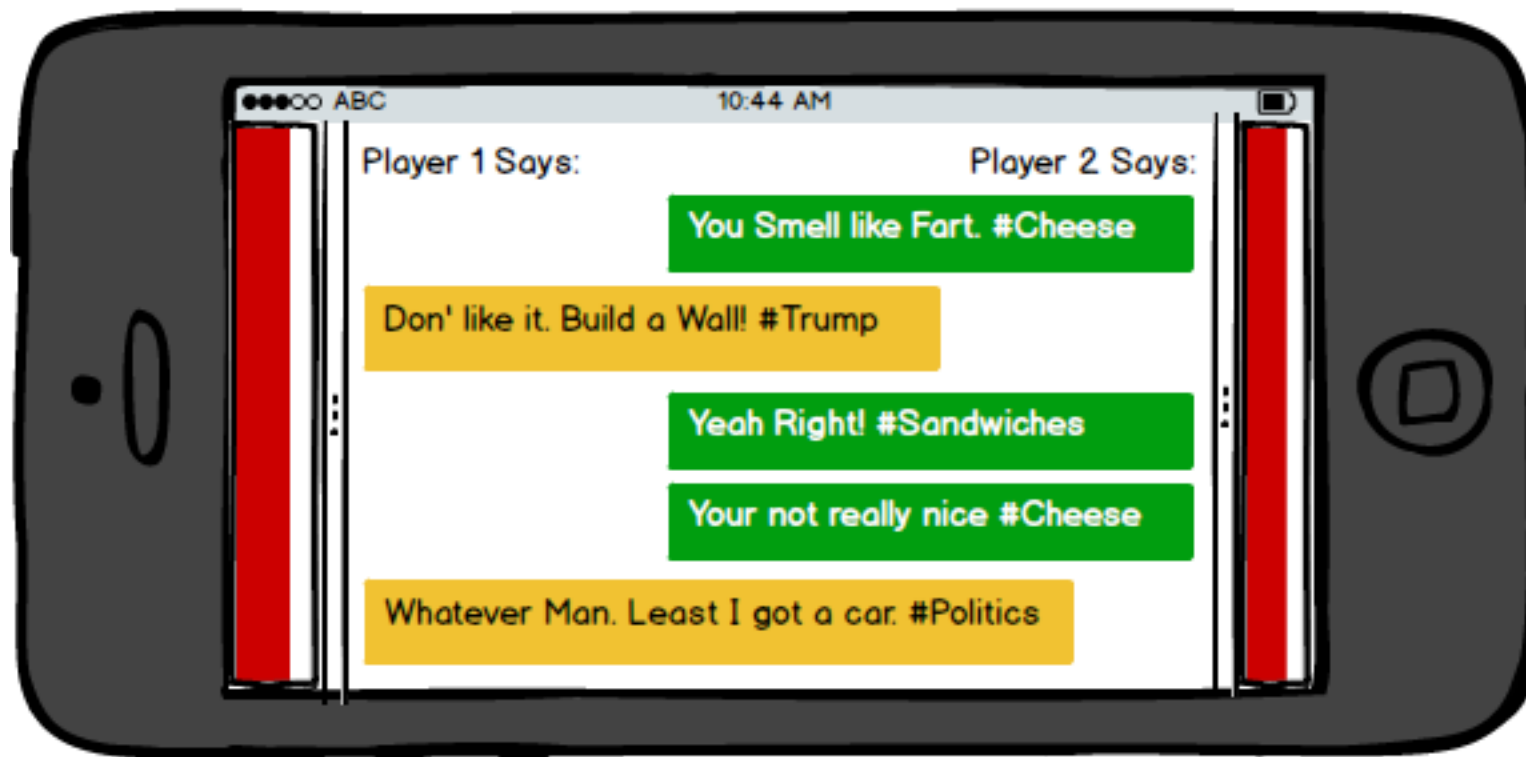 ABC 10:44 AM
Player 1 Says: Player 2 Says:
You Smell like Fart. #Cheese
Don' like it. Build a Wall! #Trump
Yeah Right! #Sandwiches
Your not really nice #Cheese
Whatever Man. Least I got a car. #Politics